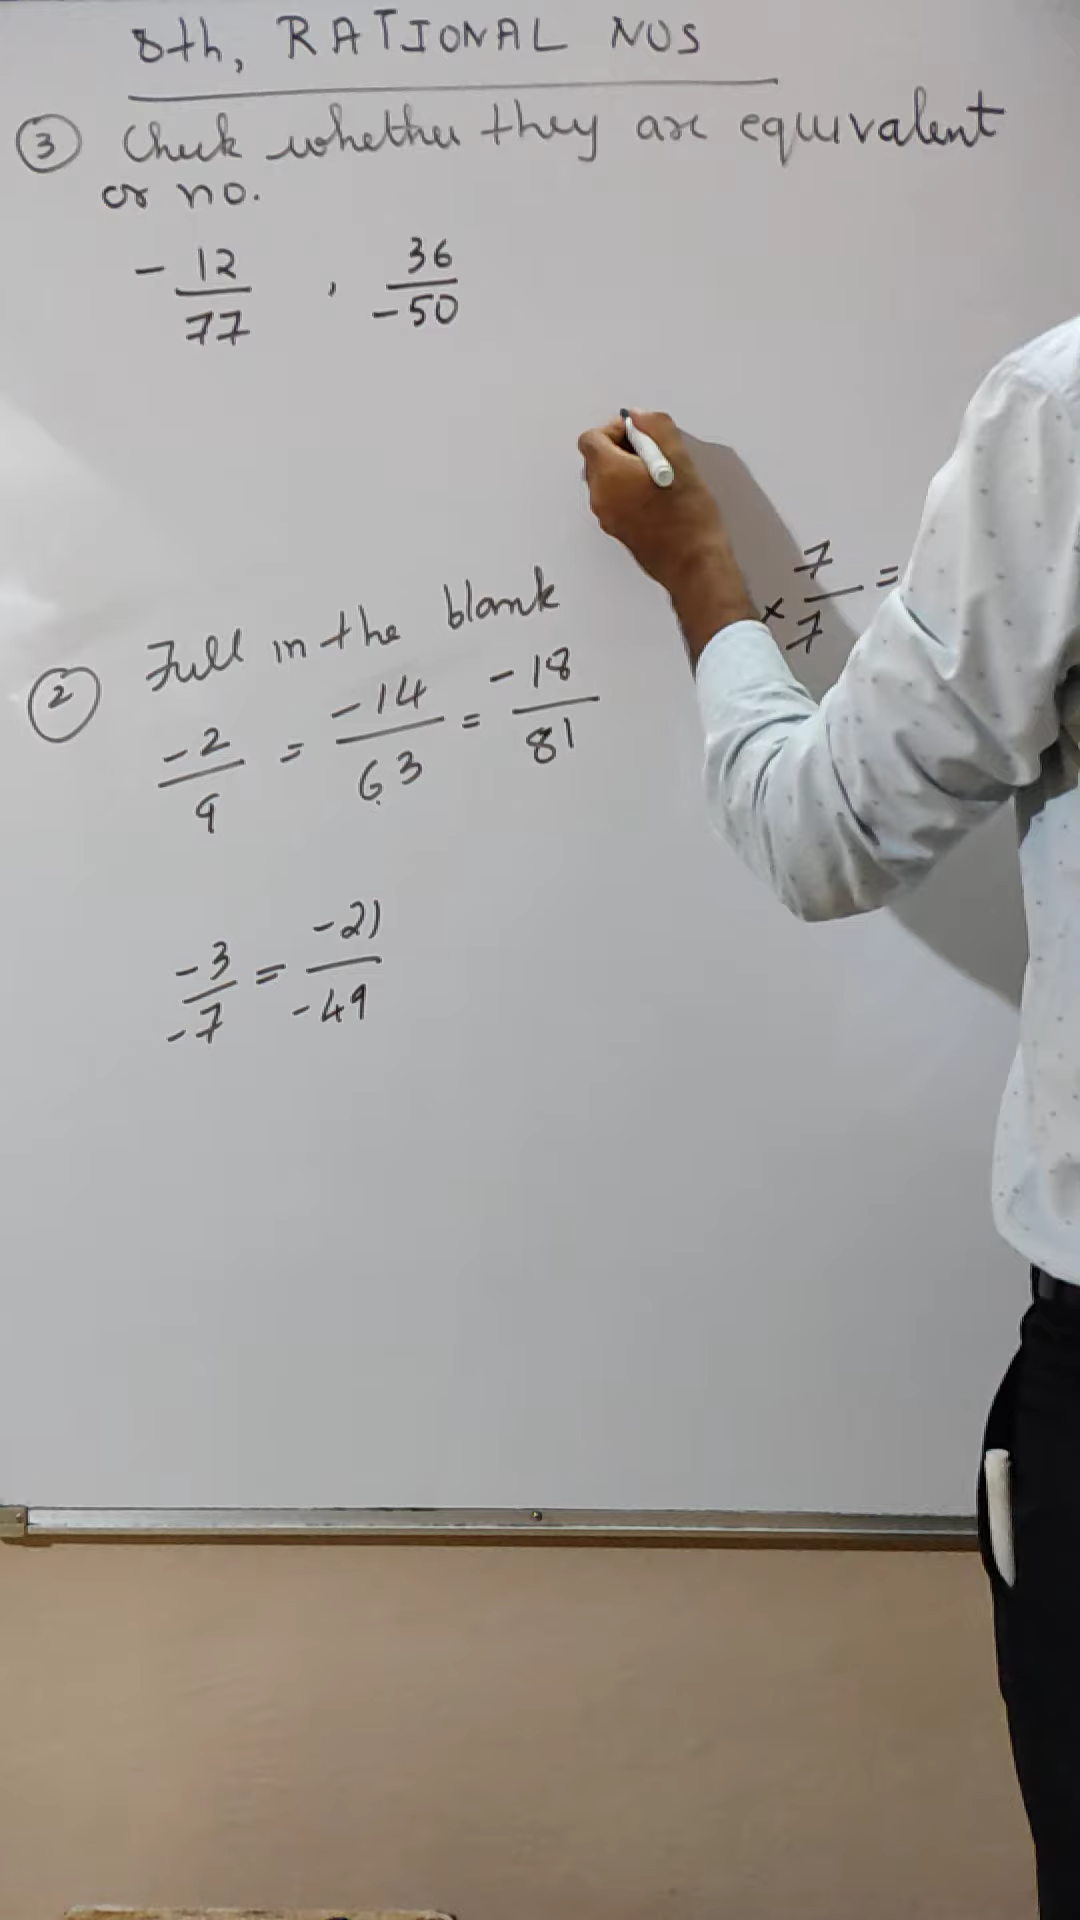 8th, RATIONAL NOS
③ Check whether they are equivalent
or no.
- 12/77 , 36/-50
7/7 =
×
② Fill in the blank
-2/9 = -14/63 = -18/81
-3/-7 = -21/-49